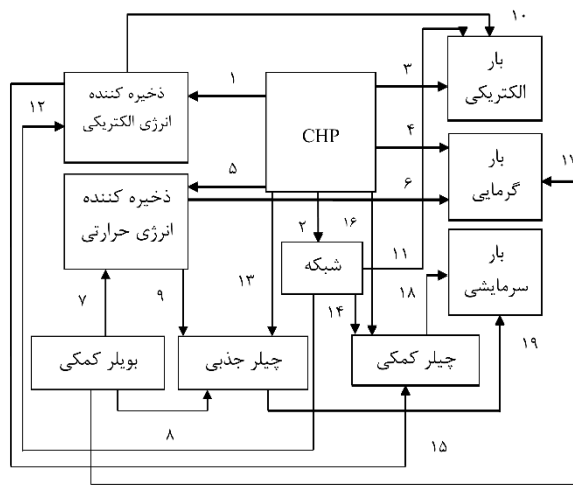 ۱۰
ذخیره کننده
انرژی الکتریکی
۱
CHP
۳
بار
الکتریکی
۱۲
۴
بار
گرمایی
۱۷
ذخیره کننده
انرژی حرارتی
۵
۶
۲
۱۶
شبکه
۱۱
بار
سرمایشی
۷
۹
۱۳
۱۴
۱۸
۱۹
بویلر کمکی
چیلر جذبی
چیلر کمکی
۸
۱۵